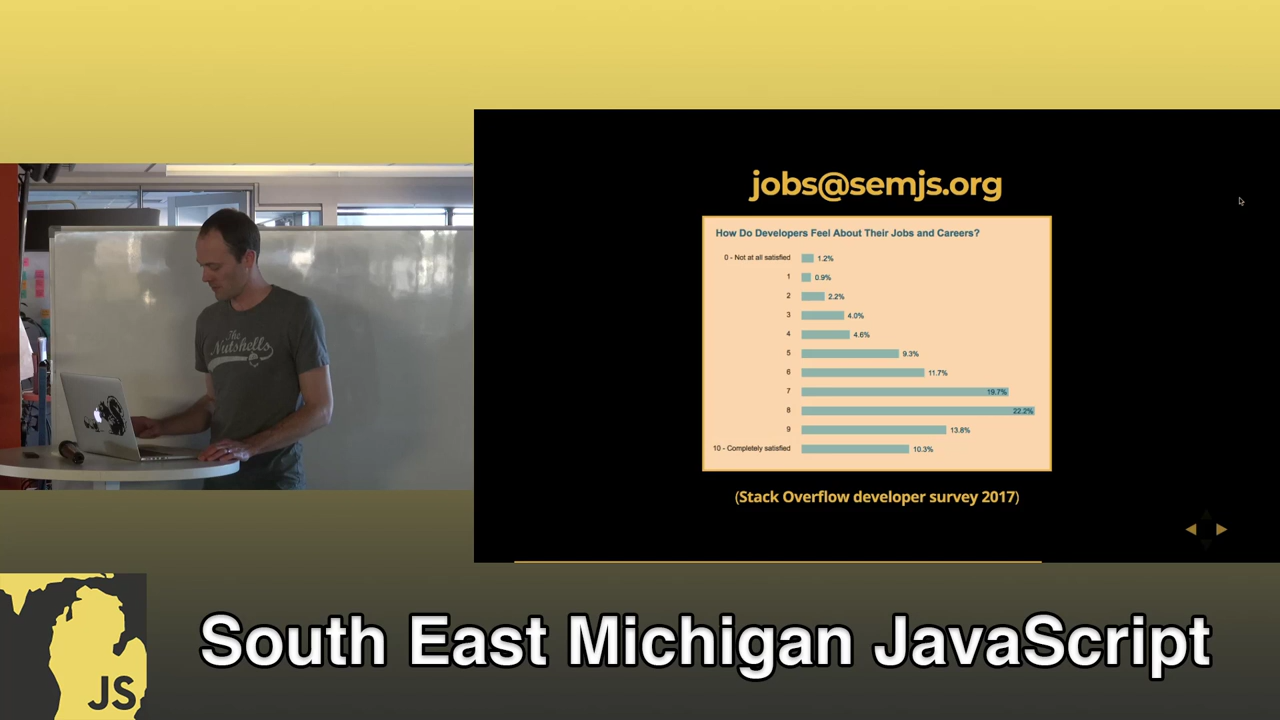 jobs@semjs.org
How Do Developers Feel About Their Jobs and Careers?
0 - Not at all satisfied 1.2%
1 0.9%
2 2.2%
3 4.0%
4 4.6%
5 9.3%
6 11.7%
7 19.7%
8 22.2%
9 13.8%
10 - Completely satisfied 10.3%
(Stack Overflow developer survey 2017)
The
Nutshells
JS
South East Michigan JavaScript